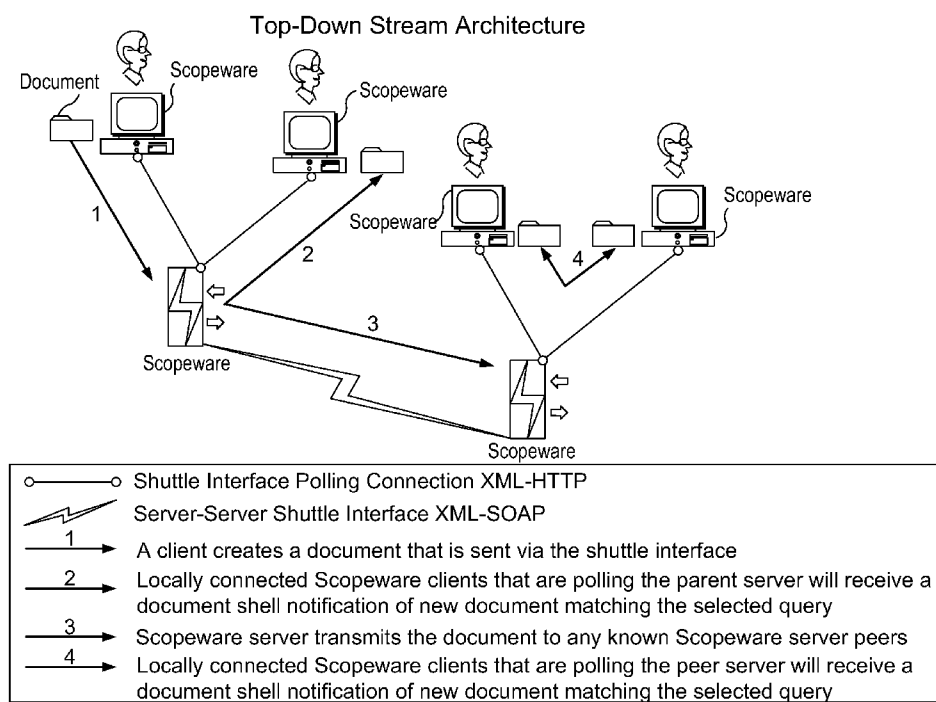 Top-Down Stream Architecture
Document
Scopeware
Scopeware
Scopeware
Scopeware
1
2
3
4
Scopeware
Scopeware
Shuttle Interface Polling Connection XML-HTTP
Server-Server Shuttle Interface XML-SOAP
1 A client creates a document that is sent via the shuttle interface
2 Locally connected Scopeware clients that are polling the parent server will receive a
document shell notification of new document matching the selected query
3 Scopeware server transmits the document to any known Scopeware server peers
4 Locally connected Scopeware clients that are polling the peer server will receive a
document shell notification of new document matching the selected query